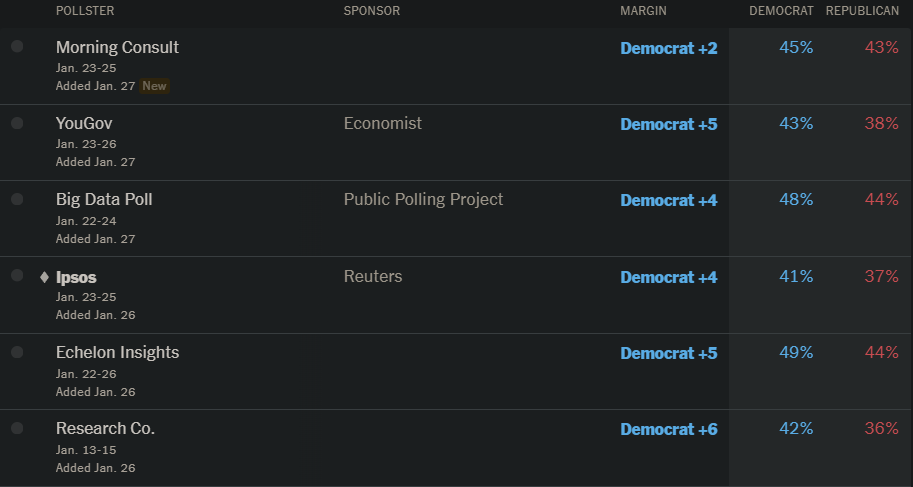 POLLSTER SPONSOR MARGIN DEMOCRAT REPUBLICAN
Morning Consult Democrat +2 45% 43%
Jan. 23-25
Added Jan. 27 New
YouGov Economist Democrat +5 43% 38%
Jan. 23-26
Added Jan. 27
Big Data Poll Public Polling Project Democrat +4 48% 44%
Jan. 22-24
Added Jan. 27
Ipsos Reuters Democrat +4 41% 37%
Jan. 23-25
Added Jan. 26
Echelon Insights Democrat +5 49% 44%
Jan. 22-26
Added Jan. 26
Research Co. Democrat +6 42% 36%
Jan. 13-15
Added Jan. 26